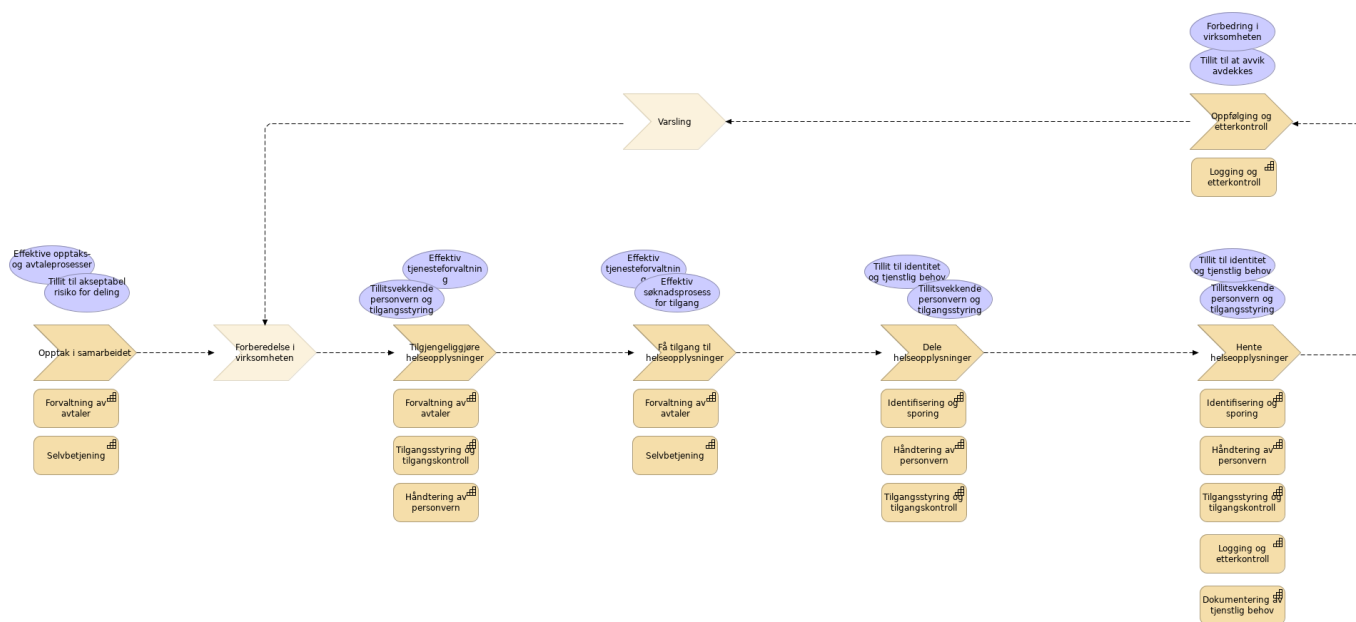 Forbedring i
virksomheten
Tillit til at avvik
avdekkes
Varsling
Oppfølging og
etterkontroll
Logging og
etterkontroll
Effektive opptaks-
og avtaleprosesser
Tillit til akseptabel
risiko for deling
Effektiv
tjenesteforvaltnin
g
Tillitsvekkende
personvern og
tilgangsstyring
Effektiv
tjenesteforvaltnin
g
Effektiv
søknadsprosess
for tilgang
Tillit til identitet
og tjenstlig behov
Tillitsvekkende
personvern og
tilgangsstyring
Tillit til identitet
og tjenstlig behov
Tillitsvekkende
personvern og
tilgangsstyring
Opptak i samarbeidet
Forberedelse i
virksomheten
Tilgjengeliggjøre
helseopplysninger
Få tilgang til
helseopplysninger
Dele
helseopplysninger
Hente
helseopplysninger
Forvaltning av
avtaler
Forvaltning av
avtaler
Forvaltning av
avtaler
Identifisering og
sporing
Identifisering og
sporing
Selvbetjening
Tilgangsstyring og
tilgangskontroll
Selvbetjening
Håndtering av
personvern
Håndtering av
personvern
Håndtering av
personvern
Tilgangsstyring og
tilgangskontroll
Tilgangsstyring og
tilgangskontroll
Logging og
etterkontroll
Dokumentering av
tjenstlig behov